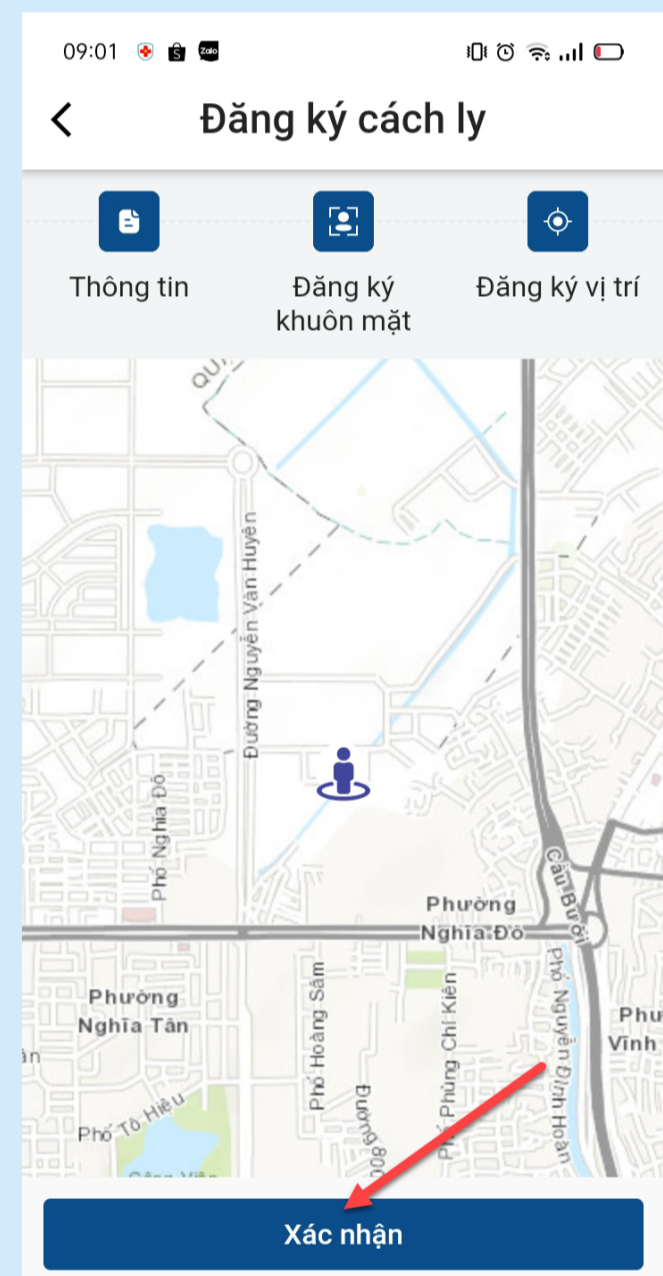 09:01
Zalo
Đăng ký cách ly
Thông tin
Đăng ký
khuôn mặt
Đăng ký vị trí
Đường Nguyễn Văn Huyên
Phố Nghĩa Đô
Cầu Bưởi
Phường
Nghĩa Đô
Phường
Nghĩa Tân
Phố Hoàng Sâm
Phố Phùng Chí Kiên
Phố Nguyễn Đình Hoàn
Phố Tô Hiệu
Vĩnh
Xác nhận